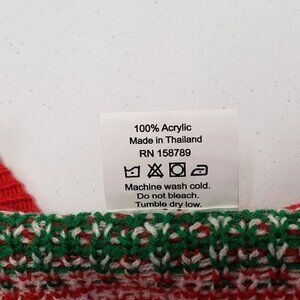 100% Acrylic
Made in Thailand
RN 158789
Machine wash cold.
Do not bleach.
Tumble dry low.